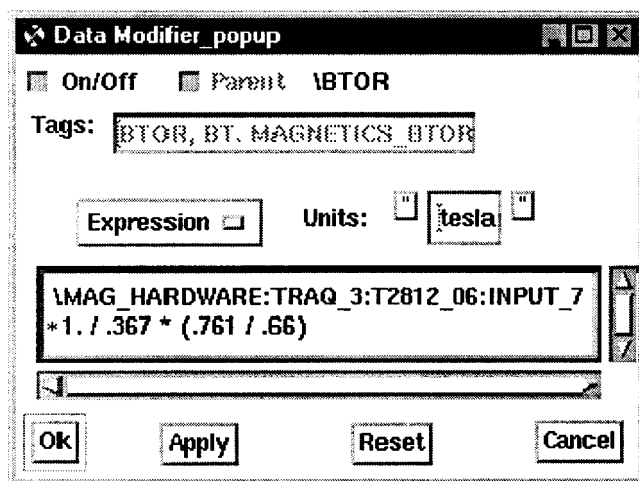 Data Modifier_popup
On/Off Parent \BTOR
Tags: BTOR, BT. MAGNETICS_BTOR
Expression Units: " tesla "
\MAG_HARDWARE:TRAQ_3:T2812_06:INPUT_7
*1. / .367 * (.761 / .66)
Ok Apply Reset Cancel